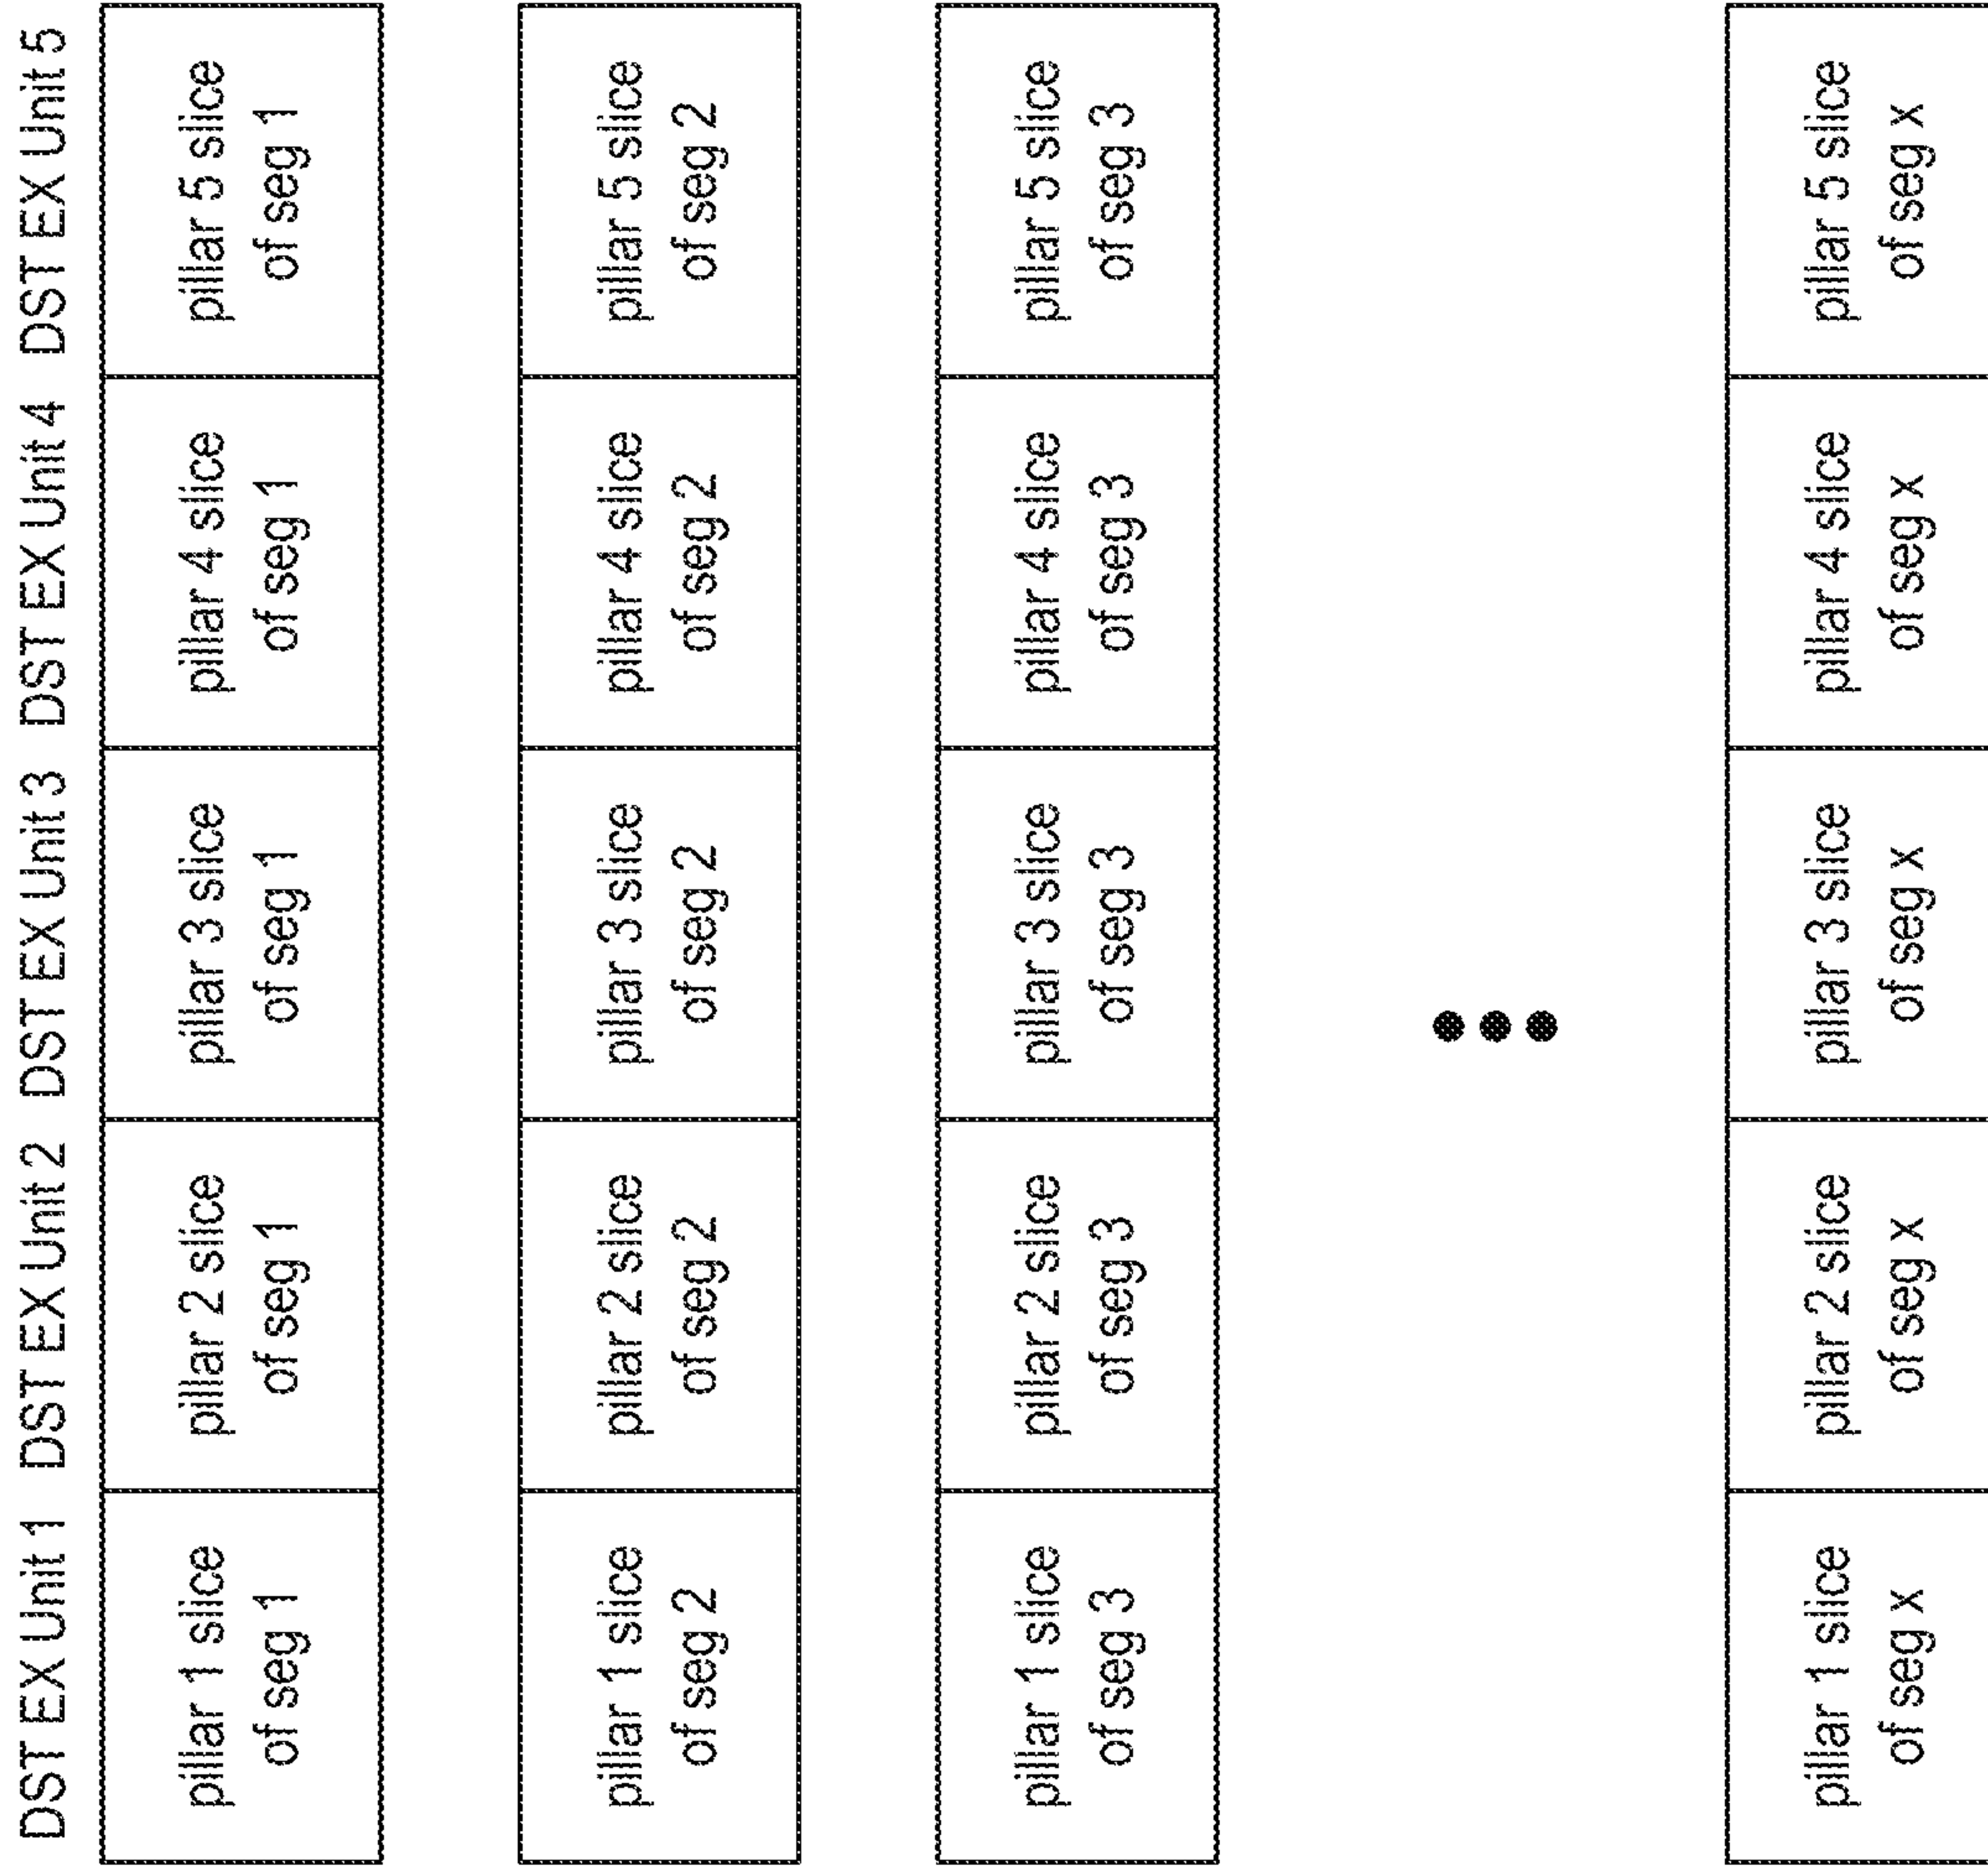 DST EX Unit 1 DST EX Unit 2 DST EX Unit 3 DST EX Unit 4 DST EX Unit 5
pillar 1 slice
of seg 1
pillar 2 slice
of seg 1
pillar 3 slice
of seg 1
pillar 4 slice
of seg 1
pillar 5 slice
of seg 1
pillar 1 slice
of seg 2
pillar 2 slice
of seg 2
pillar 3 slice
of seg 2
pillar 4 slice
of seg 2
pillar 5 slice
of seg 2
pillar 1 slice
of seg 3
pillar 2 slice
of seg 3
pillar 3 slice
of seg 3
pillar 4 slice
of seg 3
pillar 5 slice
of seg 3
pillar 1 slice
of seg x
pillar 2 slice
of seg x
pillar 3 slice
of seg x
pillar 4 slice
of seg x
pillar 5 slice
of seg x